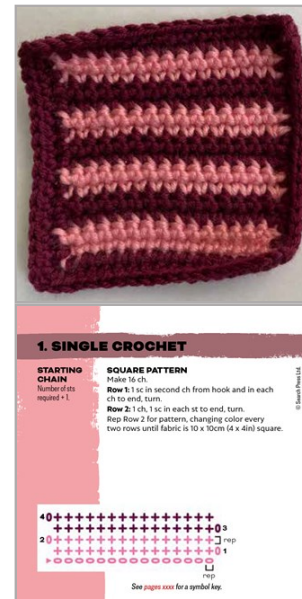 1. SINGLE CROCHET
STARTING
CHAIN
Number of sts
required + 1.
SQUARE PATTERN
Make 16 ch.
Row 1: 1 sc in second ch from hook and in each
ch to end, turn.
Row 2: 1 ch, 1 sc in each st to end, turn.
Rep Row 2 for pattern, changing color every
two rows until fabric is 10 x 10cm (4 x 4in) square.
© Search Press Ltd.
4
3
2
rep
1
rep
See pages xxxx for a symbol key.